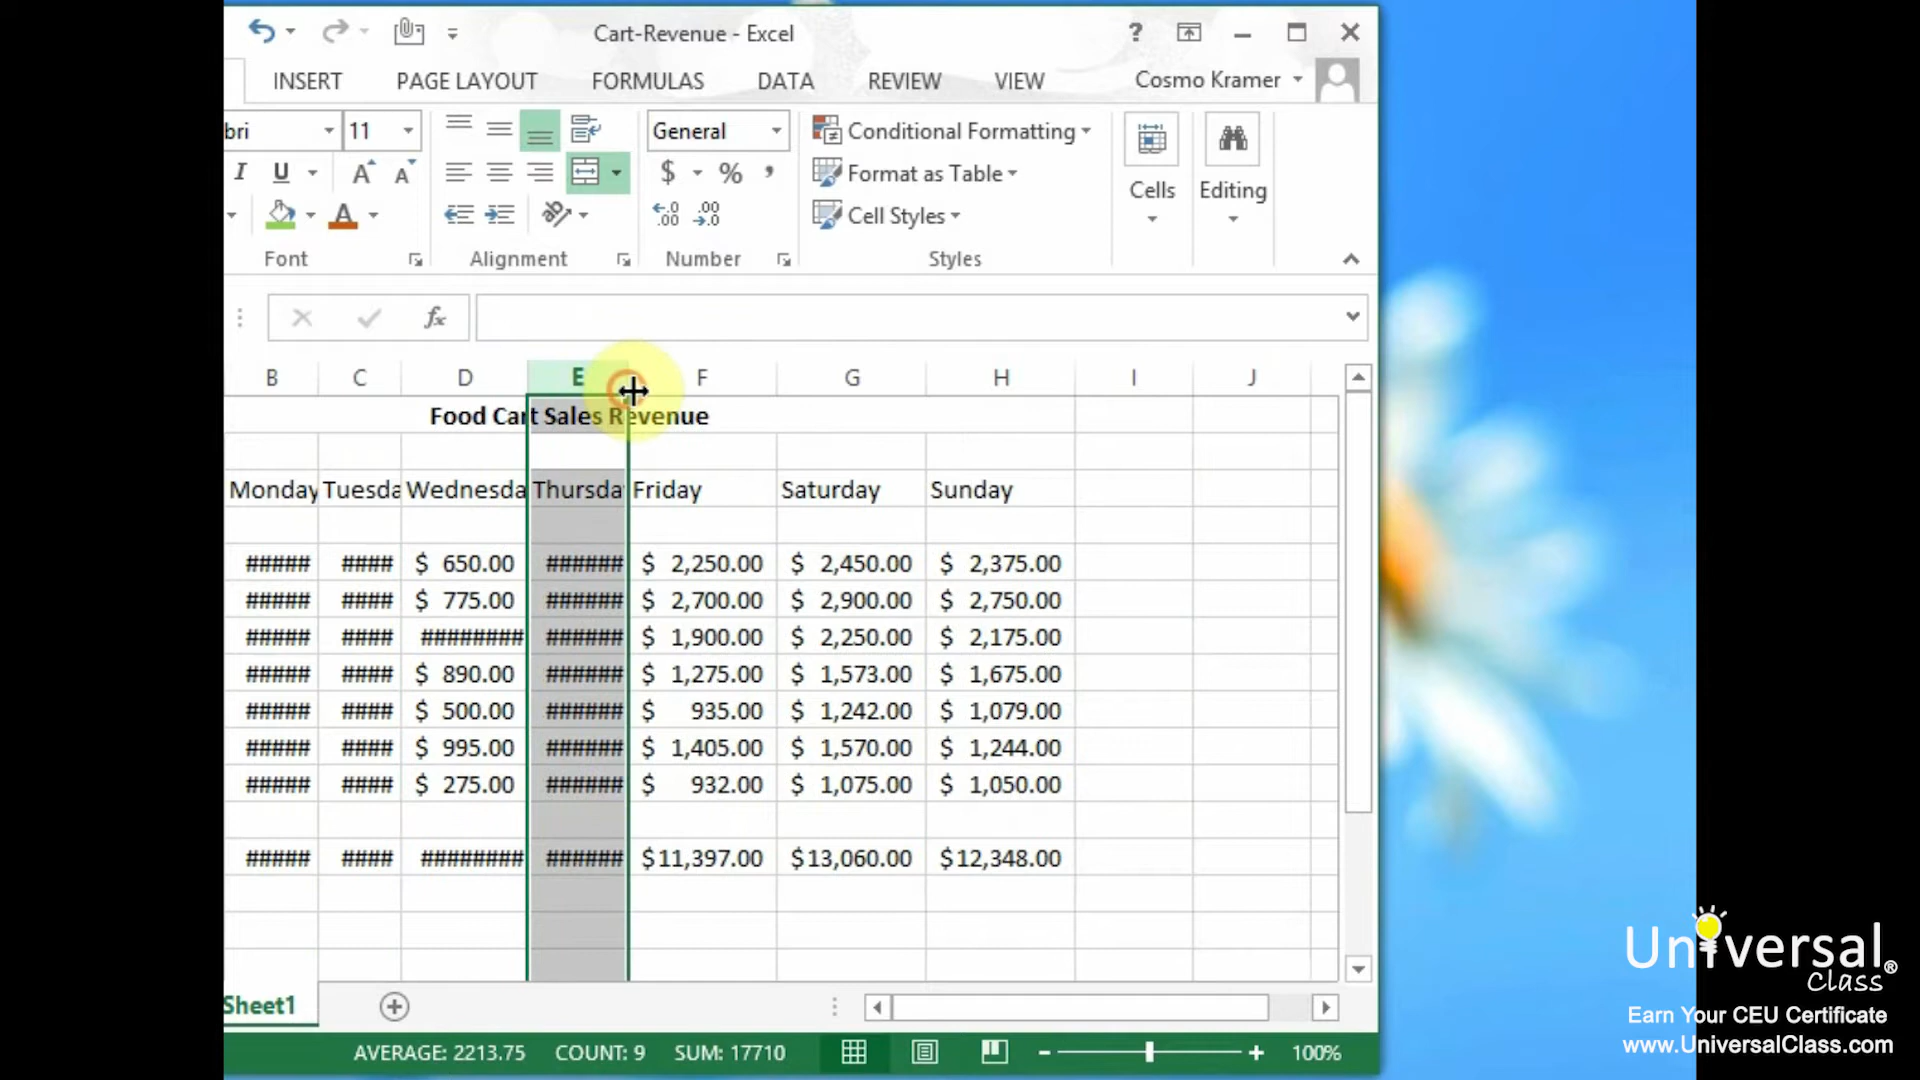 Cart-Revenue - Excel
?
INSERT PAGE LAYOUT FORMULAS DATA REVIEW VIEW Cosmo Kramer
bri 11 General Conditional Formatting
I U A A $ % , Format as Table Cells Editing
A .00 .00 Cell Styles
Font Alignment Number Styles
fx
B C D E F G H I J
Food Cart Sales Revenue
Monday Tuesda Wednesda Thursda Friday Saturday Sunday
##### #### $ 650.00 ###### $ 2,250.00 $ 2,450.00 $ 2,375.00
##### #### $ 775.00 ###### $ 2,700.00 $ 2,900.00 $ 2,750.00
##### #### ######## ###### $ 1,900.00 $ 2,250.00 $ 2,175.00
##### #### $ 890.00 ###### $ 1,275.00 $ 1,573.00 $ 1,675.00
##### #### $ 500.00 ###### $ 935.00 $ 1,242.00 $ 1,079.00
##### #### $ 995.00 ###### $ 1,405.00 $ 1,570.00 $ 1,244.00
##### #### $ 275.00 ###### $ 932.00 $ 1,075.00 $ 1,050.00
##### #### ######## ###### $11,397.00 $13,060.00 $12,348.00
Sheet1
AVERAGE: 2213.75 COUNT: 9 SUM: 17710 100%
Universal®
Class
Earn Your CEU Certificate
www.UniversalClass.com